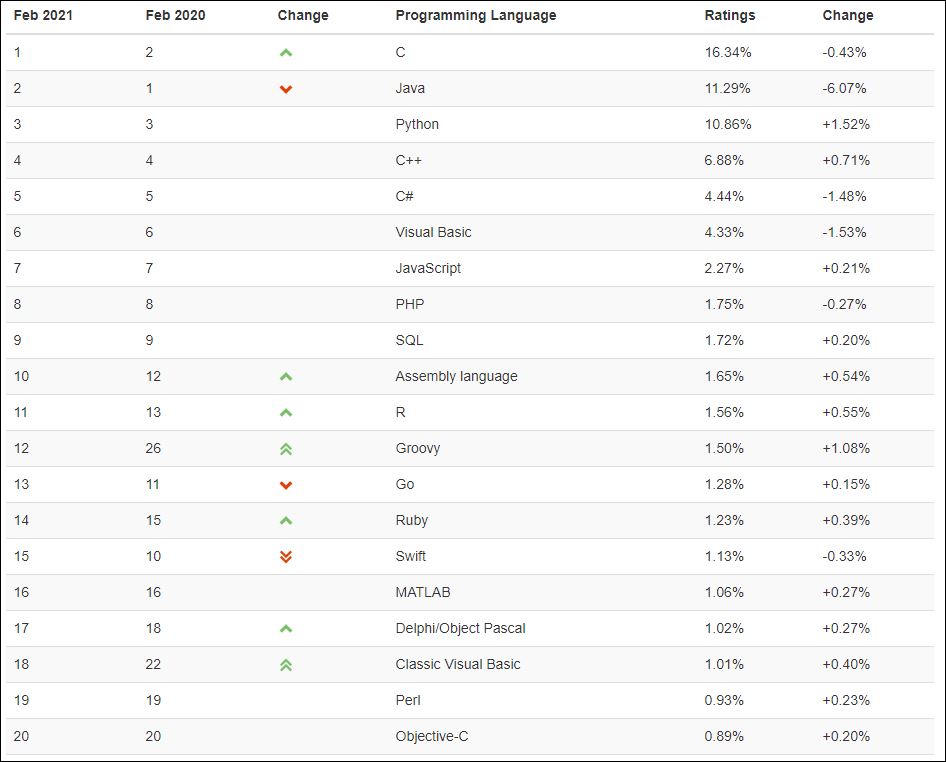 Feb 2021 Feb 2020 Change Programming Language Ratings Change
1 2 C 16.34% -0.43%
2 1 Java 11.29% -6.07%
3 3 Python 10.86% +1.52%
4 4 C++ 6.88% +0.71%
5 5 C# 4.44% -1.48%
6 6 Visual Basic 4.33% -1.53%
7 7 JavaScript 2.27% +0.21%
8 8 PHP 1.75% -0.27%
9 9 SQL 1.72% +0.20%
10 12 Assembly language 1.65% +0.54%
11 13 R 1.56% +0.55%
12 26 Groovy 1.50% +1.08%
13 11 Go 1.28% +0.15%
14 15 Ruby 1.23% +0.39%
15 10 Swift 1.13% -0.33%
16 16 MATLAB 1.06% +0.27%
17 18 Delphi/Object Pascal 1.02% +0.27%
18 22 Classic Visual Basic 1.01% +0.40%
19 19 Perl 0.93% +0.23%
20 20 Objective-C 0.89% +0.20%